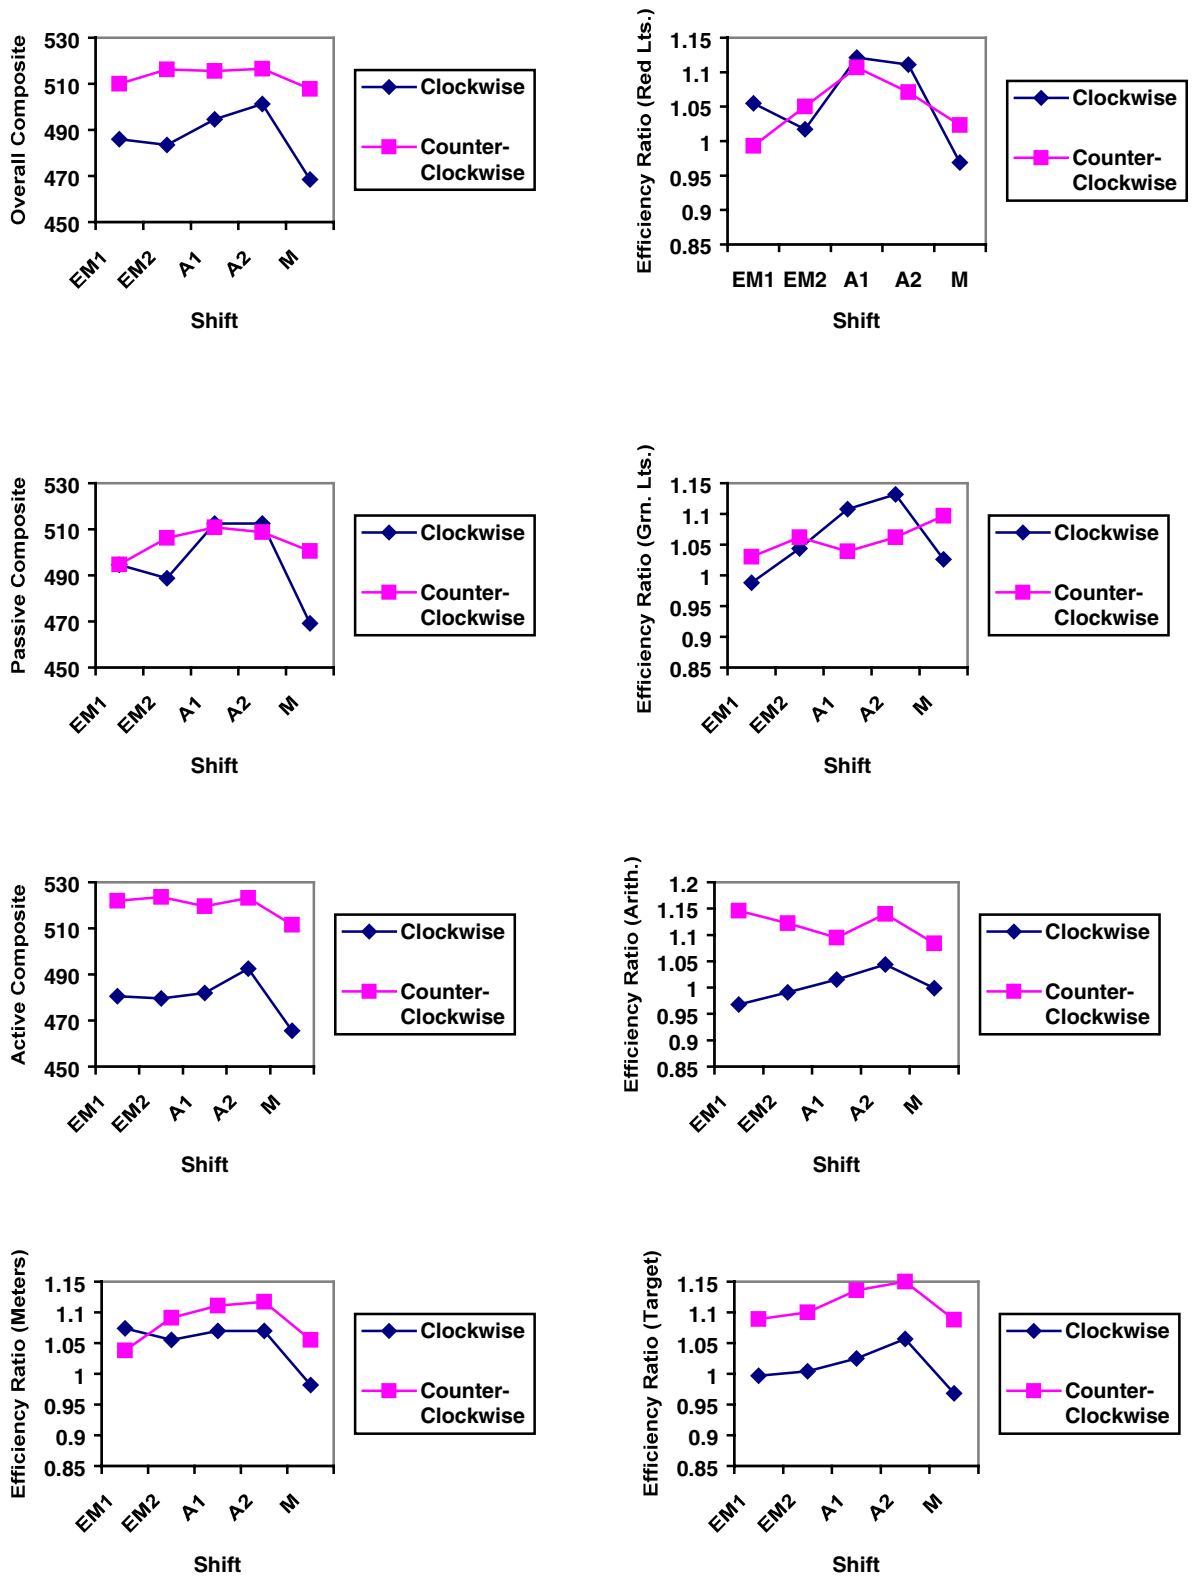 Overall Composite
530
510
490
470
450
EM1
EM2
A1
A2
M
Shift
Clockwise
Counter-
Clockwise
Efficiency Ratio (Red Lts.)
1.15
1.1
1.05
1
0.95
0.9
0.85
EM1 EM2 A1 A2 M
Shift
Clockwise
Counter-
Clockwise
Passive Composite
530
510
490
470
450
EM1
EM2
A1
A2
M
Shift
Clockwise
Counter-
Clockwise
Efficiency Ratio (Grn. Lts.)
1.15
1.1
1.05
1
0.95
0.9
0.85
EM1
EM2
A1
A2
M
Shift
Clockwise
Counter-
Clockwise
Active Composite
530
510
490
470
450
EM1
EM2
A1
A2
M
Shift
Clockwise
Counter-
Clockwise
Efficiency Ratio (Arith.)
1.2
1.15
1.1
1.05
1
0.95
0.9
0.85
EM1
EM2
A1
A2
M
Shift
Clockwise
Counter-
Clockwise
Efficiency Ratio (Meters)
1.15
1.1
1.05
1
0.95
0.9
0.85
EM1
EM2
A1
A2
M
Shift
Clockwise
Counter-
Clockwise
Efficiency Ratio (Target)
1.15
1.1
1.05
1
0.95
0.9
0.85
EM1
EM2
A1
A2
M
Shift
Clockwise
Counter-
Clockwise